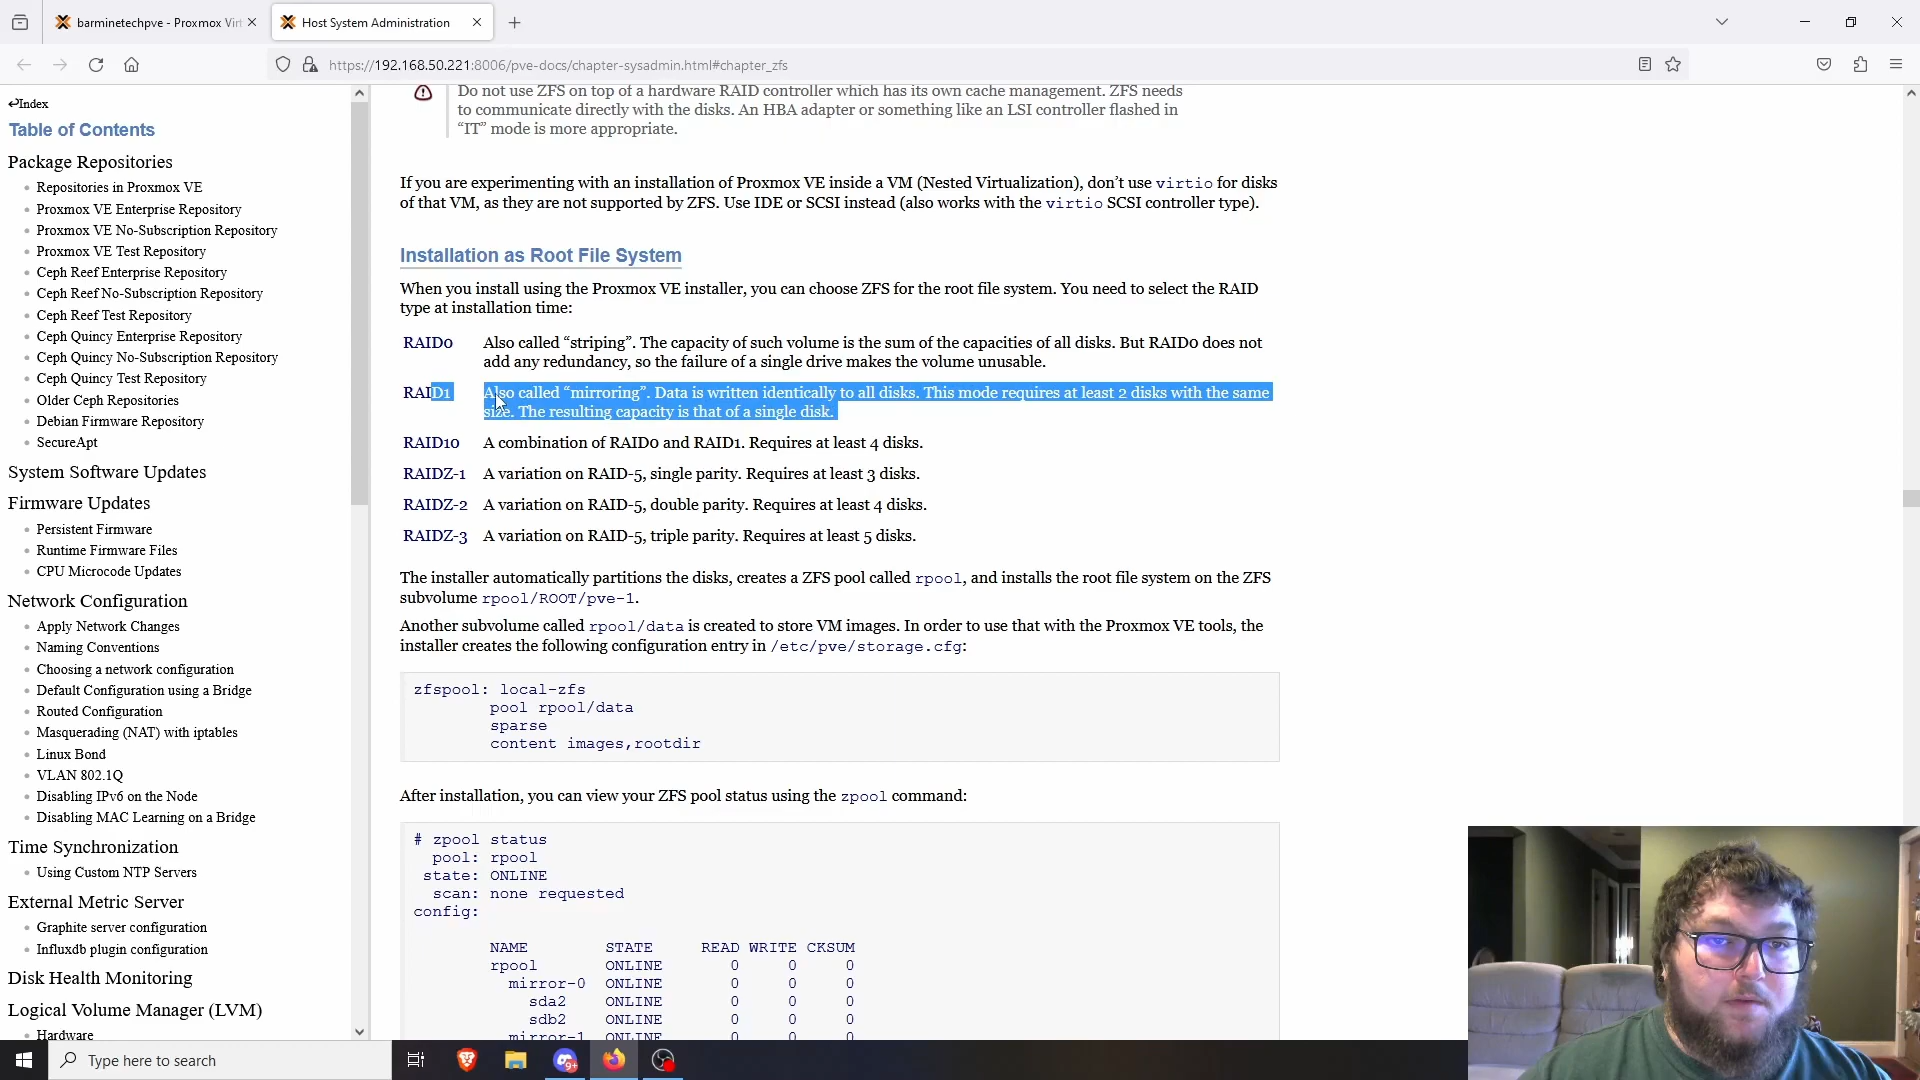 barminetechpve - Proxmox Virt
Host System Administration
https://192.168.50.221:8006/pve-docs/chapter-sysadmin.html#chapter_zfs
↩Index
Table of Contents
Package Repositories
Repositories in Proxmox VE
Proxmox VE Enterprise Repository
Proxmox VE No-Subscription Repository
Proxmox VE Test Repository
Ceph Reef Enterprise Repository
Ceph Reef No-Subscription Repository
Ceph Reef Test Repository
Ceph Quincy Enterprise Repository
Ceph Quincy No-Subscription Repository
Ceph Quincy Test Repository
Older Ceph Repositories
Debian Firmware Repository
SecureApt
System Software Updates
Firmware Updates
Persistent Firmware
Runtime Firmware Files
CPU Microcode Updates
Network Configuration
Apply Network Changes
Naming Conventions
Choosing a network configuration
Default Configuration using a Bridge
Routed Configuration
Masquerading (NAT) with iptables
Linux Bond
VLAN 802.1Q
Disabling IPv6 on the Node
Disabling MAC Learning on a Bridge
Time Synchronization
Using Custom NTP Servers
External Metric Server
Graphite server configuration
Influxdb plugin configuration
Disk Health Monitoring
Logical Volume Manager (LVM)
Hardware
Do not use ZFS on top of a hardware RAID controller which has its own cache management. ZFS needs
to communicate directly with the disks. An HBA adapter or something like an LSI controller flashed in
“IT” mode is more appropriate.
If you are experimenting with an installation of Proxmox VE inside a VM (Nested Virtualization), don’t use virtio for disks
of that VM, as they are not supported by ZFS. Use IDE or SCSI instead (also works with the virtio SCSI controller type).
Installation as Root File System
When you install using the Proxmox VE installer, you can choose ZFS for the root file system. You need to select the RAID
type at installation time:
RAID0 Also called “striping”. The capacity of such volume is the sum of the capacities of all disks. But RAID0 does not
add any redundancy, so the failure of a single drive makes the volume unusable.
RAID1 Also called “mirroring”. Data is written identically to all disks. This mode requires at least 2 disks with the same
size. The resulting capacity is that of a single disk.
RAID10 A combination of RAID0 and RAID1. Requires at least 4 disks.
RAIDZ-1 A variation on RAID-5, single parity. Requires at least 3 disks.
RAIDZ-2 A variation on RAID-5, double parity. Requires at least 4 disks.
RAIDZ-3 A variation on RAID-5, triple parity. Requires at least 5 disks.
The installer automatically partitions the disks, creates a ZFS pool called rpool, and installs the root file system on the ZFS
subvolume rpool/ROOT/pve-1.
Another subvolume called rpool/data is created to store VM images. In order to use that with the Proxmox VE tools, the
installer creates the following configuration entry in /etc/pve/storage.cfg:
zfspool: local-zfs
pool rpool/data
sparse
content images,rootdir
After installation, you can view your ZFS pool status using the zpool command:
# zpool status
pool: rpool
state: ONLINE
scan: none requested
config:
NAME STATE READ WRITE CKSUM
rpool ONLINE 0 0 0
mirror-0 ONLINE 0 0 0
sda2 ONLINE 0 0 0
sdb2 ONLINE 0 0 0
mirror-1 ONLINE 0 0 0
Type here to search
9+